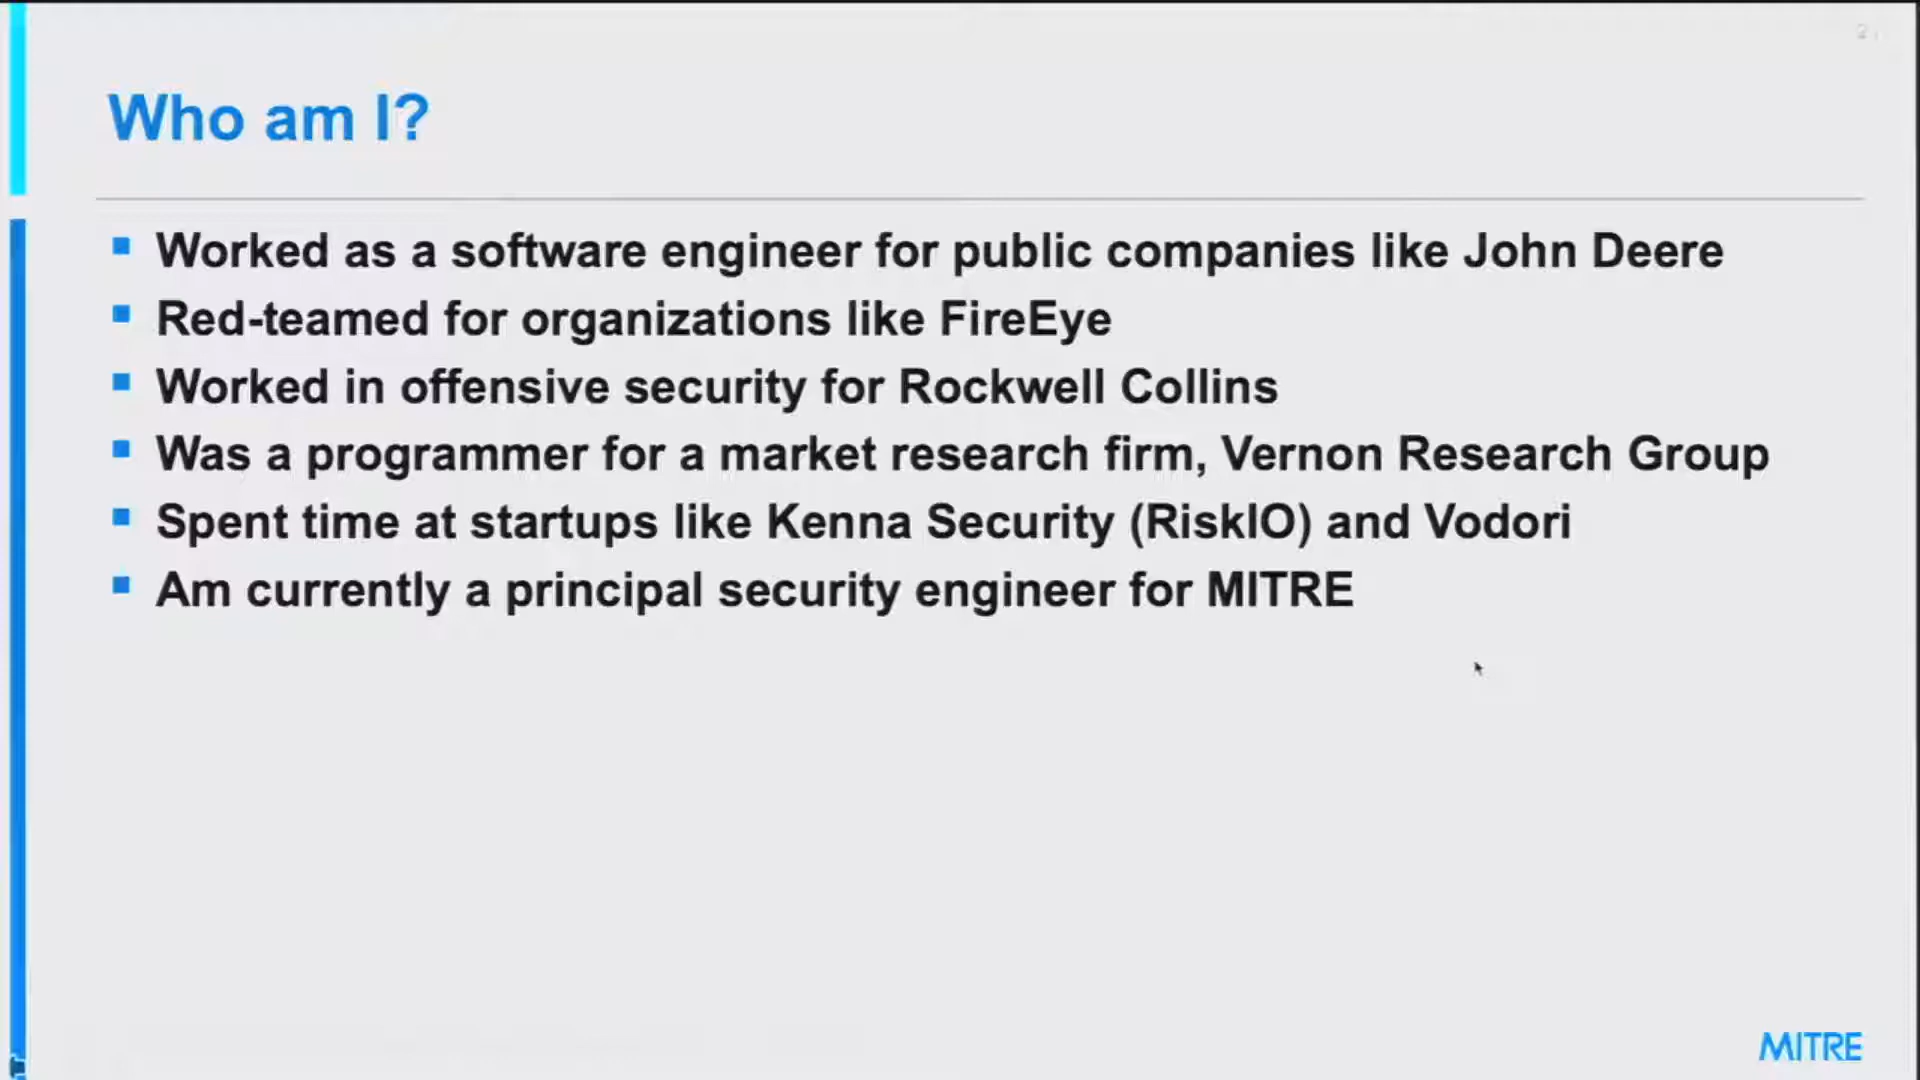 2
Who am I?
Worked as a software engineer for public companies like John Deere
Red-teamed for organizations like FireEye
Worked in offensive security for Rockwell Collins
Was a programmer for a market research firm, Vernon Research Group
Spent time at startups like Kenna Security (RiskIO) and Vodori
Am currently a principal security engineer for MITRE
MITRE